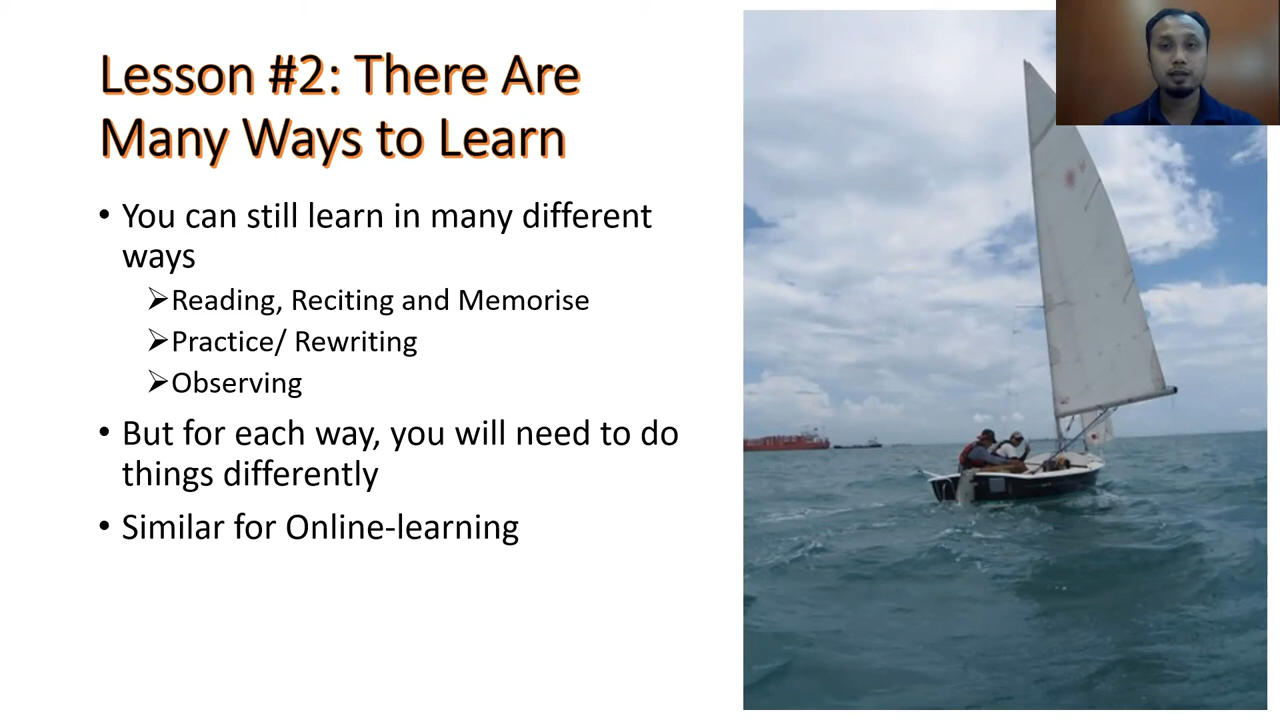 Lesson #2: There Are
Many Ways to Learn
• You can still learn in many different
ways
➢Reading, Reciting and Memorise
➢Practice/ Rewriting
➢Observing
• But for each way, you will need to do
things differently
• Similar for Online-learning